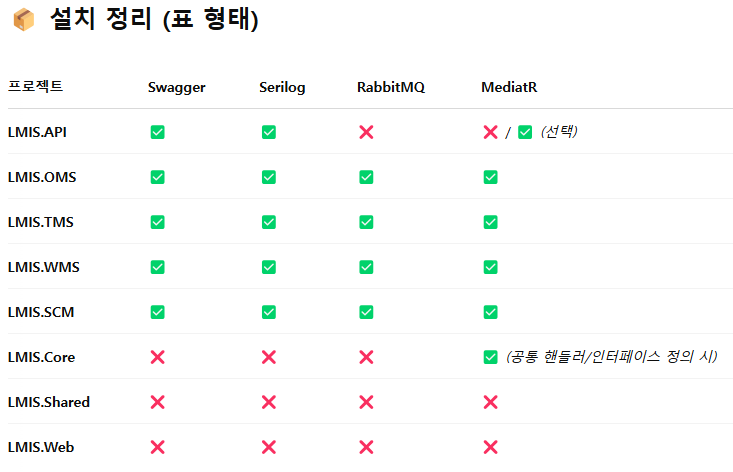 📦 설치 정리 (표 형태)
프로젝트 Swagger Serilog RabbitMQ MediatR
LMIS.API ✅ ✅ ❌ ❌ / ✅ (선택)
LMIS.OMS ✅ ✅ ✅ ✅
LMIS.TMS ✅ ✅ ✅ ✅
LMIS.WMS ✅ ✅ ✅ ✅
LMIS.SCM ✅ ✅ ✅ ✅
LMIS.Core ❌ ❌ ❌ ✅ (공통 핸들러/인터페이스 정의 시)
LMIS.Shared ❌ ❌ ❌ ❌
LMIS.Web ❌ ❌ ❌ ❌